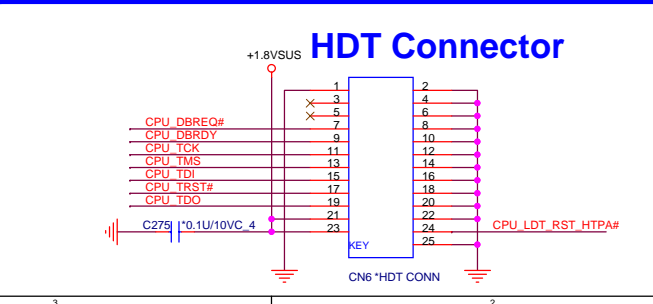 HDT Connector
+1.8VSUS
1 2
3 4
5 6
CPU_DBREQ# 7 8
CPU_DBRDY 9 10
CPU_TCK 11 12
CPU_TMS 13 14
CPU_TDI 15 16
CPU_TRST# 17 18
CPU_TDO 19 20
21 22
C275 *0.1U/10VC_4 23 24 CPU_LDT_RST_HTPA#
KEY 25
CN6 *HDT CONN
3 2